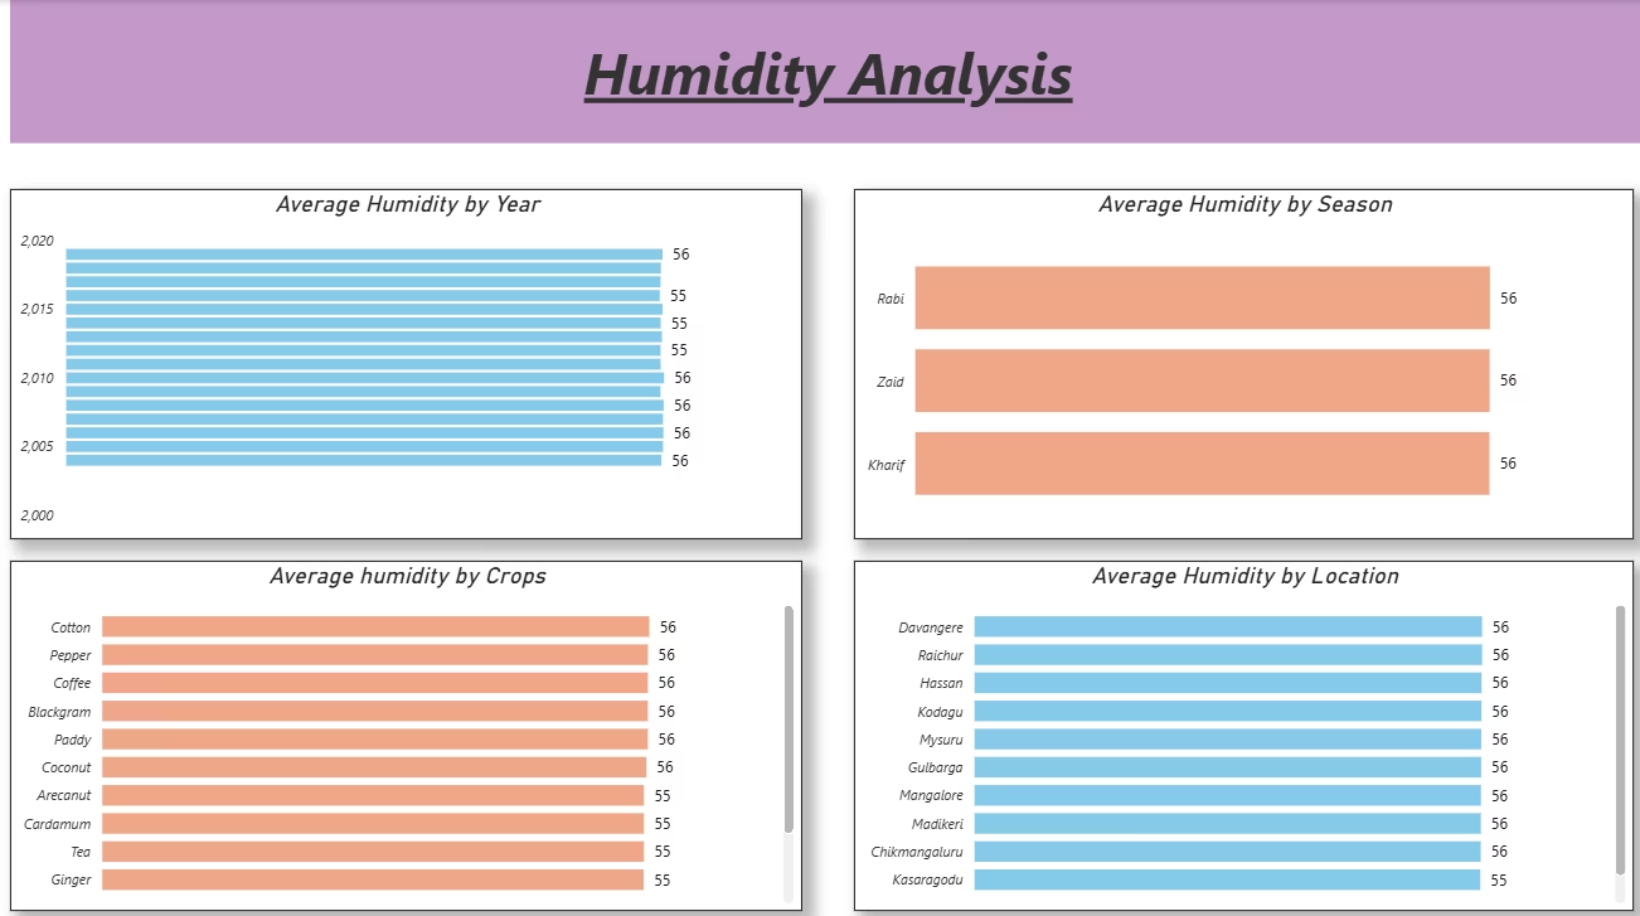 Humidity Analysis
Average Humidity by Year
2,020
56
55
2,015
55
55
2,010
56
56
56
2,005
56
2,000
Average Humidity by Season
Rabi 56
Zaid 56
Kharif 56
Average humidity by Crops
Cotton 56
Pepper 56
Coffee 56
Blackgram 56
Paddy 56
Coconut 56
Arecanut 55
Cardamum 55
Tea 55
Ginger 55
Average Humidity by Location
Davangere 56
Raichur 56
Hassan 56
Kodagu 56
Mysuru 56
Gulbarga 56
Mangalore 56
Madikeri 56
Chikmangaluru 56
Kasaragodu 55